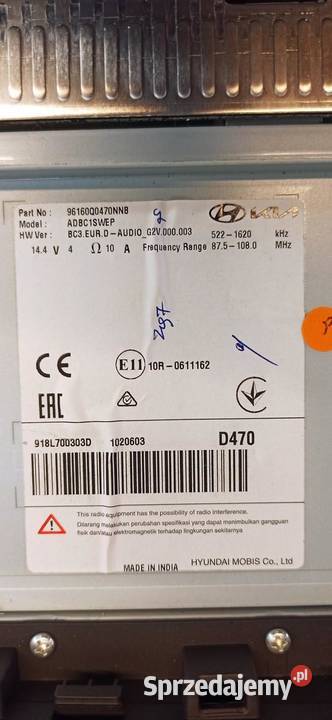 Part No : 96160Q0470NNB
Model : ADBC1SWEP
HW Ver : BC3.EUR.D-AUDIO_G2V.000.003
522-1620 kHz
14.4 V 4 Ω 10 A Frequency Range 87.5-108.0 MHz
297
CE
E11 10R-0611162
EAC
918L700303D 1020603 D470
This radio equipment has the possibility of radio interference.
Dilarang melakukan perubahan spesifikasi yang dapat menimbulkan gangguan
fisik dan/atau elektromagnetik terhadap lingkungan sekitarnya
MADE IN INDIA HYUNDAI MOBIS Co., Ltd
Sprzedajemy.pl